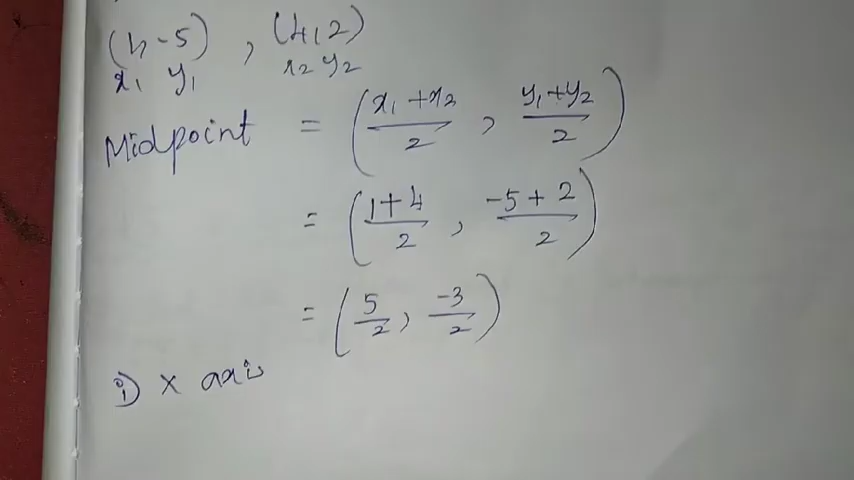 (1, -5) , (4, 2)
x₁ y₁ x₂ y₂
Midpoint = (x₁ + x₂ / 2 , y₁ + y₂ / 2)
= (1 + 4 / 2 , -5 + 2 / 2)
= (5 / 2 , -3 / 2)
i) X axis